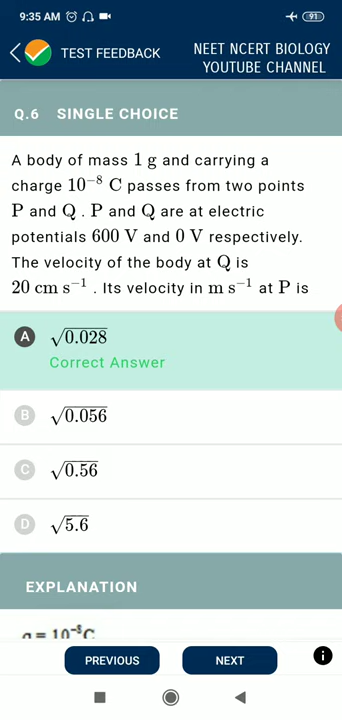 9:35 AM 91
TEST FEEDBACK
NEET NCERT BIOLOGY
YOUTUBE CHANNEL
Q.6 SINGLE CHOICE
A body of mass 1 g and carrying a
charge 10⁻⁸ C passes from two points
P and Q . P and Q are at electric
potentials 600 V and 0 V respectively.
The velocity of the body at Q is
20 cm s⁻¹ . Its velocity in m s⁻¹ at P is
A √0.028
Correct Answer
B √0.056
C √0.56
D √5.6
EXPLANATION
q = 10⁻⁸C
PREVIOUS NEXT i